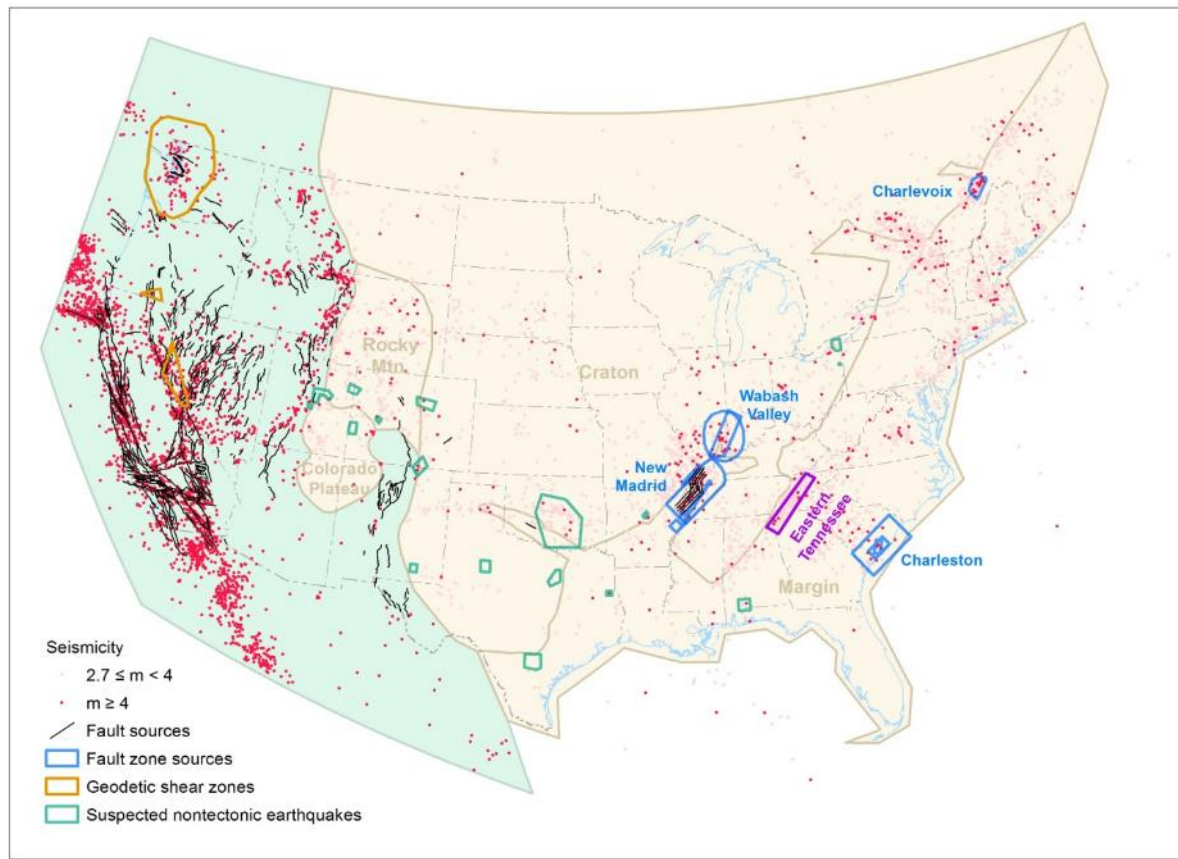 Charlevoix
Rocky
Mtn.
Craton
Wabash
Valley
New
Madrid
Colorado
Plateau
Eastern
Tennessee
Charleston
Margin
Seismicity
2.7 ≤ m < 4
m ≥ 4
Fault sources
Fault zone sources
Geodetic shear zones
Suspected nontectonic earthquakes